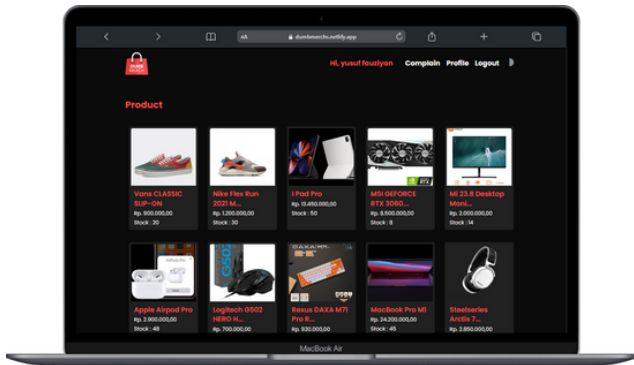 dumbmerchs.netlify.app
Hi, yusuf fauziyan Complain Profile Logout
Product
Vans CLASSIC
SLIP-ON
Rp. 900.000,00
Stock : 20
Nike Flex Run
2021 M...
Rp. 1.200.000,00
Stock : 30
I Pad Pro
Rp. 13.450.000,00
Stock : 50
MSI GEFORCE
RTX 3060...
Rp. 8.500.000,00
Stock : 8
Mi 23.8 Desktop
Moni...
Rp. 2.000.000,00
Stock : 14
Apple Airpod Pro
Rp. 2.900.000,00
Stock : 48
G502
Logitech G502
HERO H...
Rp. 700.000,00
Rexus DAXA M71
Pro R...
Rp. 930.000,00
MacBook Pro M1
Rp. 24.200.000,00
Stock : 45
Steelseries
Arctis 7...
Rp. 2.850.000,00
MacBook Air